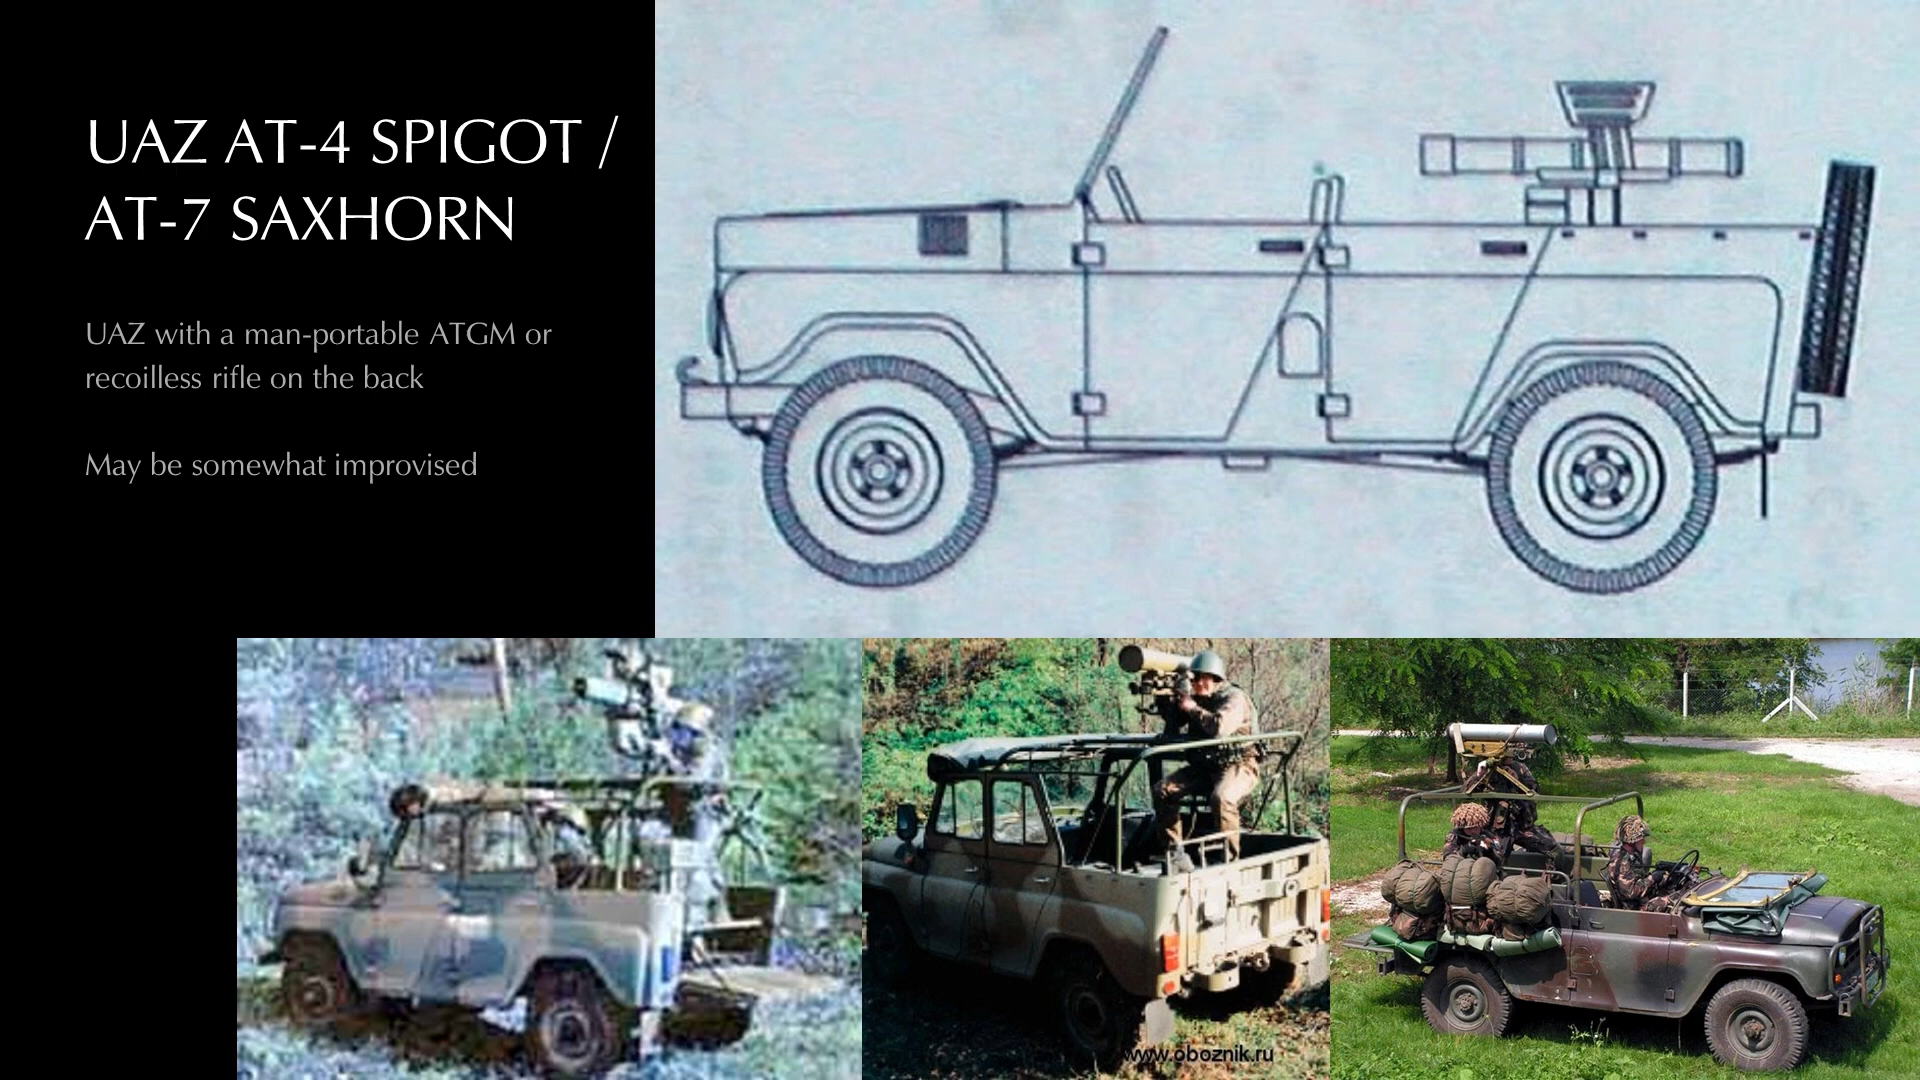 UAZ AT-4 SPIGOT /
AT-7 SAXHORN
UAZ with a man-portable ATGM or
recoilless rifle on the back
May be somewhat improvised
www.oboznik.ru